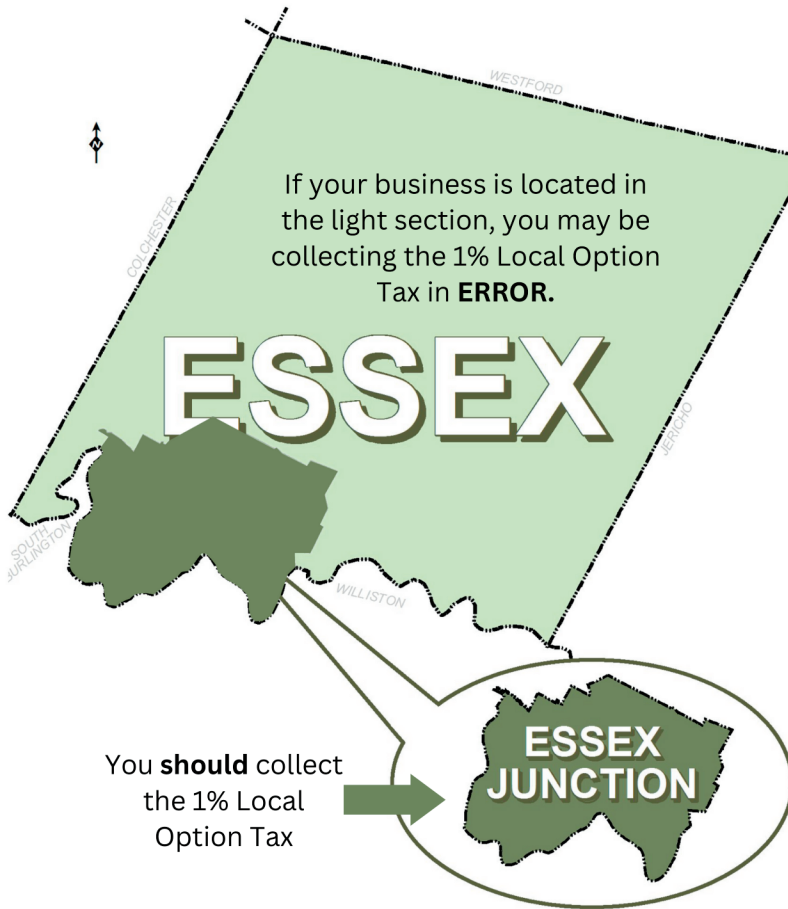 WESTFORD
N
COLCHESTER
If your business is located in
the light section, you may be
collecting the 1% Local Option
Tax in ERROR.
ESSEX
JERICHO
SOUTH
BURLINGTON
WILLISTON
You should collect
the 1% Local
Option Tax
ESSEX
JUNCTION